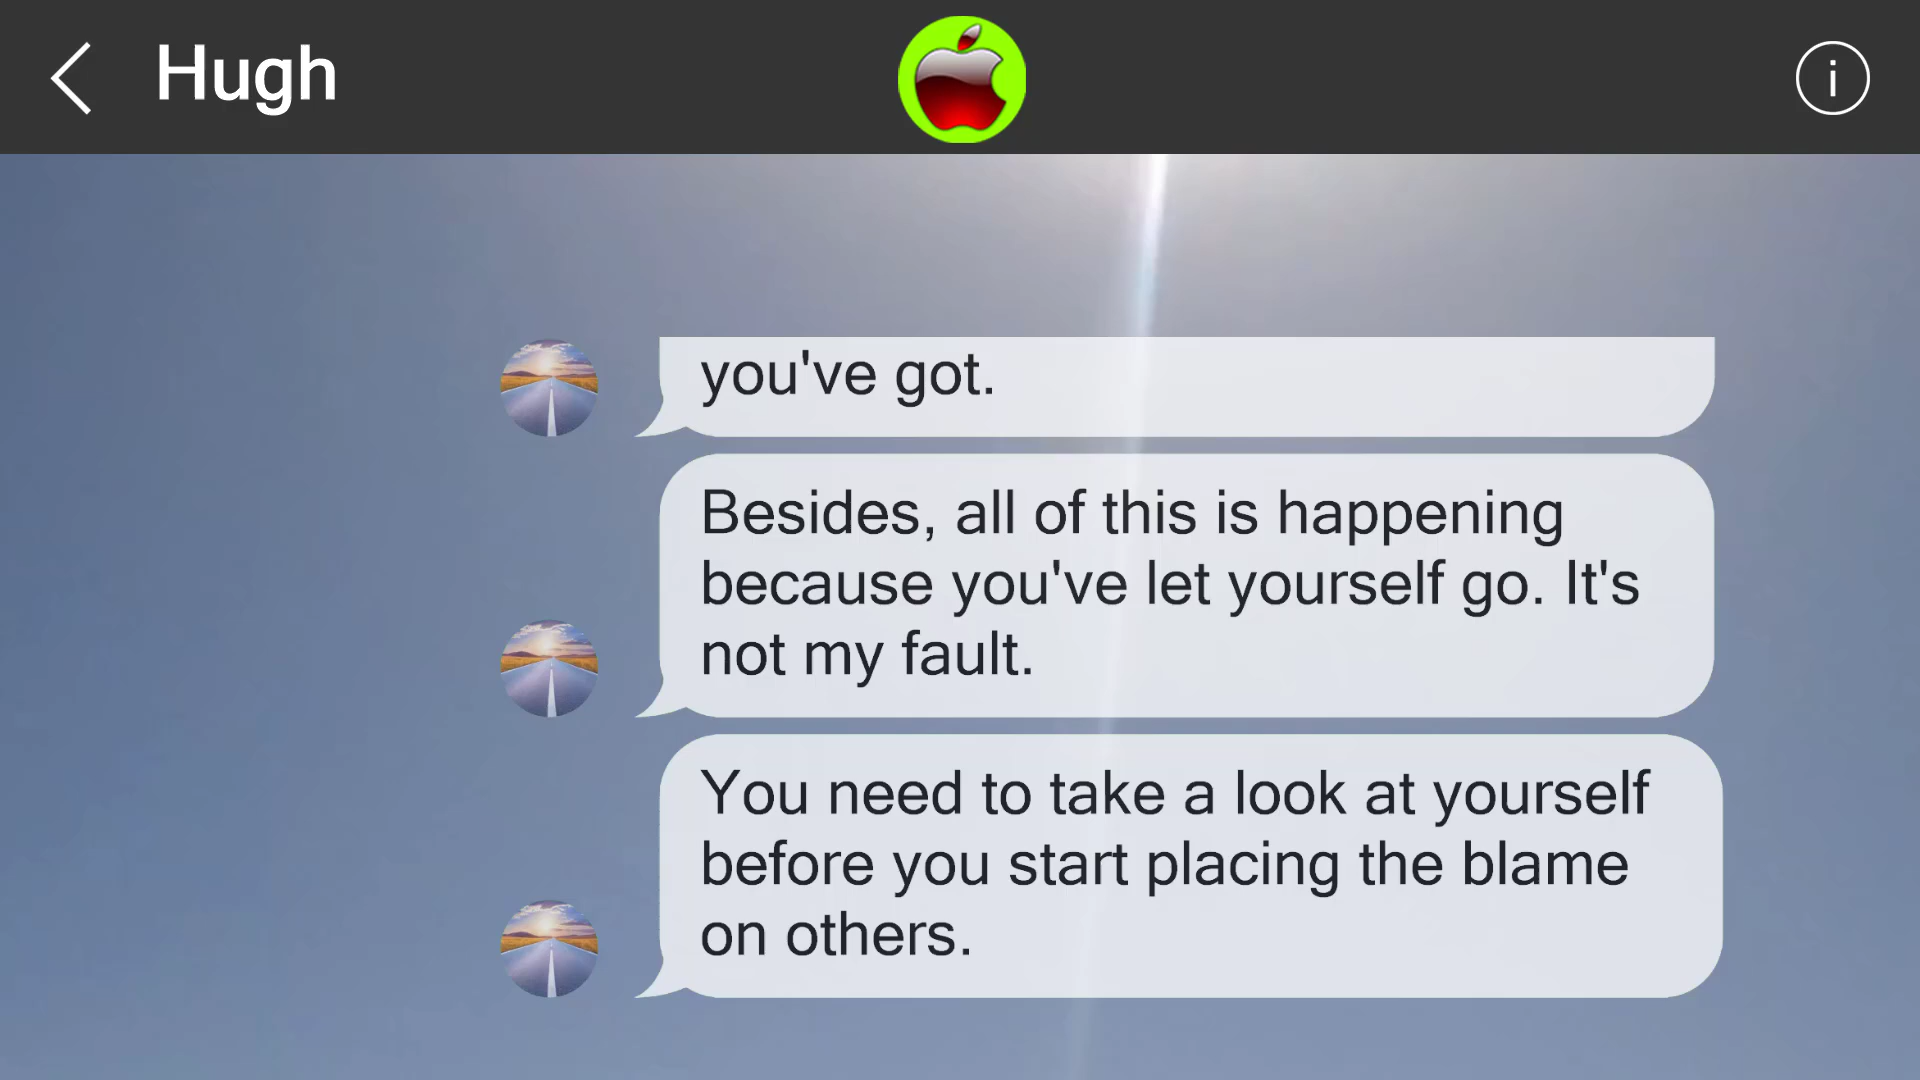 Hugh
i
you've got.
Besides, all of this is happening
because you've let yourself go. It's
not my fault.
You need to take a look at yourself
before you start placing the blame
on others.